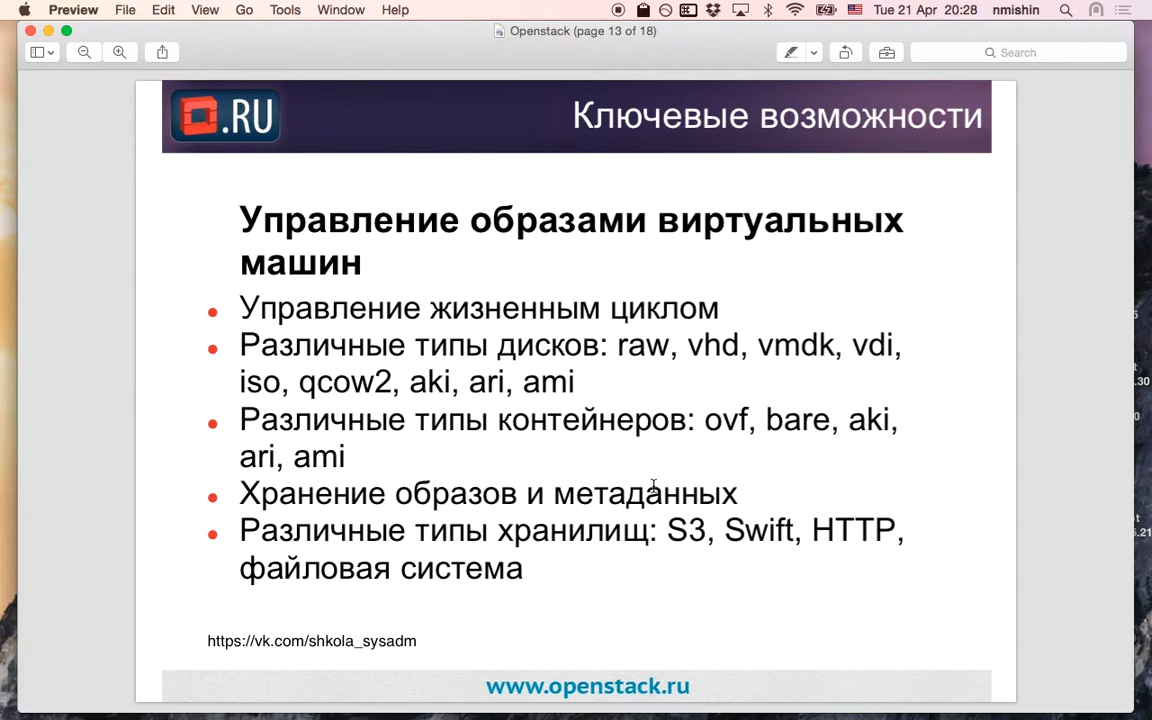 Preview File Edit View Go Tools Window Help Tue 21 Apr 20:28 nmishin
Openstack (page 13 of 18)
Search
.RU
Ключевые возможности
Управление образами виртуальных
машин
Управление жизненным циклом
Различные типы дисков: raw, vhd, vmdk, vdi,
iso, qcow2, aki, ari, ami
Различные типы контейнеров: ovf, bare, aki,
ari, ami
Хранение образов и метаданных
Различные типы хранилищ: S3, Swift, HTTP,
файловая система
https://vk.com/shkola_sysadm
www.openstack.ru